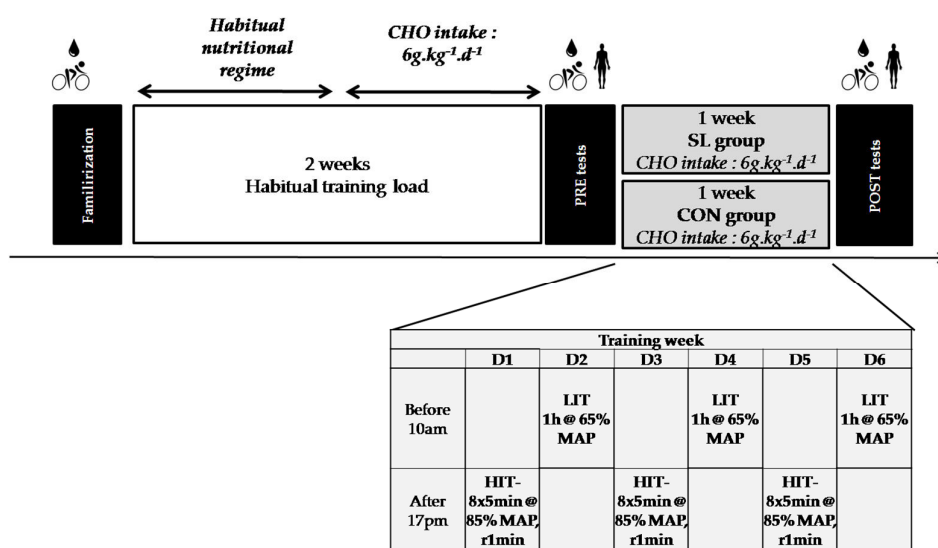 Habitual
nutritional
regime
CHO intake :
6g.kg⁻¹.d⁻¹
Familirization
2 weeks
Habitual training load
PRE tests
1 week
SL group
CHO intake : 6g.kg⁻¹.d⁻¹
1 week
CON group
CHO intake : 6g.kg⁻¹.d⁻¹
POST tests
Training week
D1 D2 D3 D4 D5 D6
Before
10am
LIT
1h@ 65%
MAP
LIT
1h@ 65%
MAP
LIT
1h@ 65%
MAP
After
17pm
HIT-
8x5min@
85% MAP,
r1min
HIT-
8x5min@
85% MAP,
r1min
HIT-
8x5min@
85% MAP,
r1min